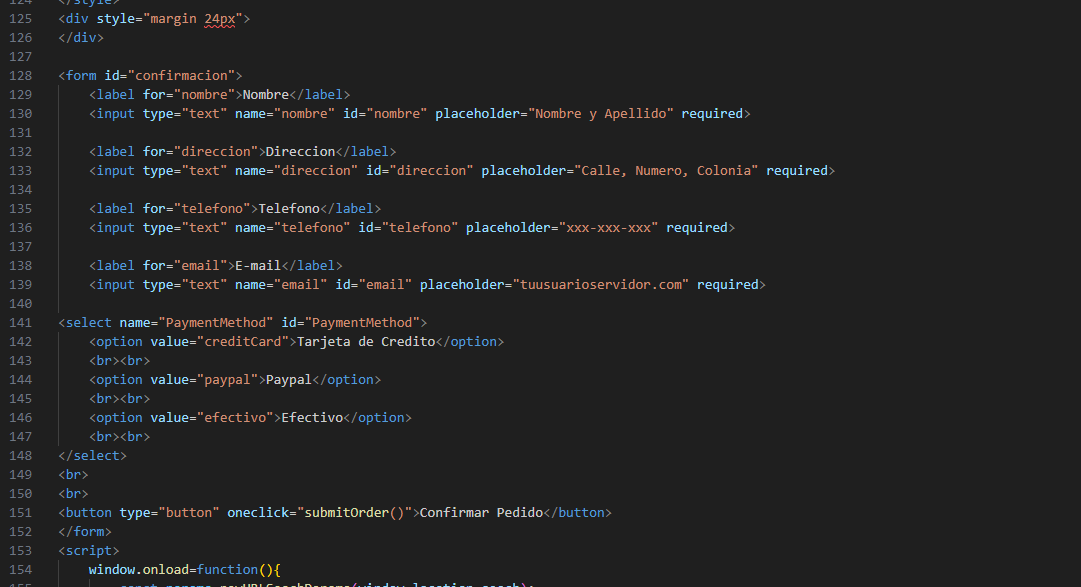 124 </style>
125 <div style="margin 24px">
126 </div>
127
128 <form id="confirmacion">
129 <label for="nombre">Nombre</label>
130 <input type="text" name="nombre" id="nombre" placeholder="Nombre y Apellido" required>
131
132 <label for="direccion">Direccion</label>
133 <input type="text" name="direccion" id="direccion" placeholder="Calle, Numero, Colonia" required>
134
135 <label for="telefono">Telefono</label>
136 <input type="text" name="telefono" id="telefono" placeholder="xxx-xxx-xxx" required>
137
138 <label for="email">E-mail</label>
139 <input type="text" name="email" id="email" placeholder="tuusuarioservidor.com" required>
140
141 <select name="PaymentMethod" id="PaymentMethod">
142 <option value="creditCard">Tarjeta de Credito</option>
143 <br><br>
144 <option value="paypal">Paypal</option>
145 <br><br>
146 <option value="efectivo">Efectivo</option>
147 <br><br>
148 </select>
149 <br>
150 <br>
151 <button type="button" oneclick="submitOrder()">Confirmar Pedido</button>
152 </form>
153 <script>
154 window.onload=function(){
155 const params